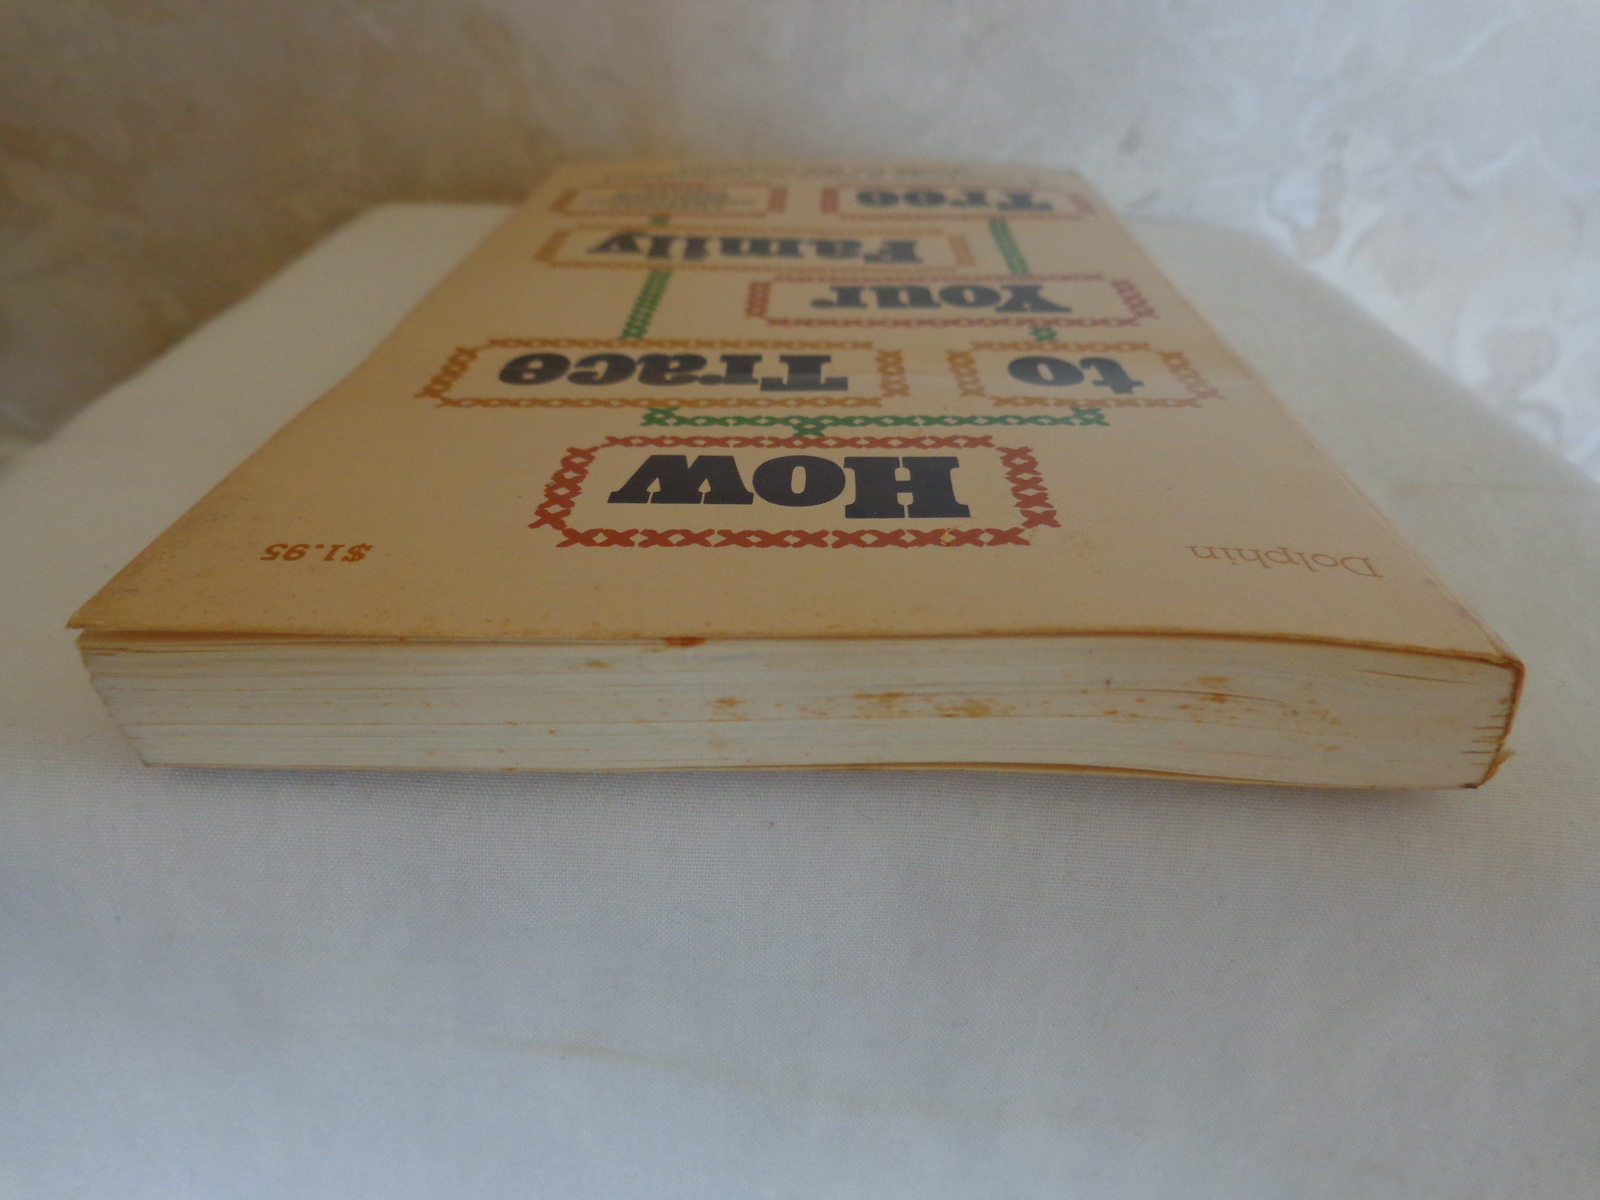 Dolphin $1.95
How
to Trace
Your
Family
Tree